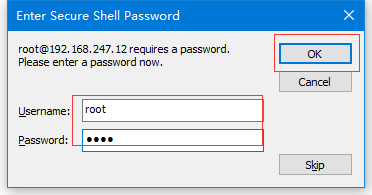 Enter Secure Shell Password
root@192.168.247.12 requires a password.
Please enter a password now.
OK
Cancel
Username:
root
Password:
●●●●
Skip